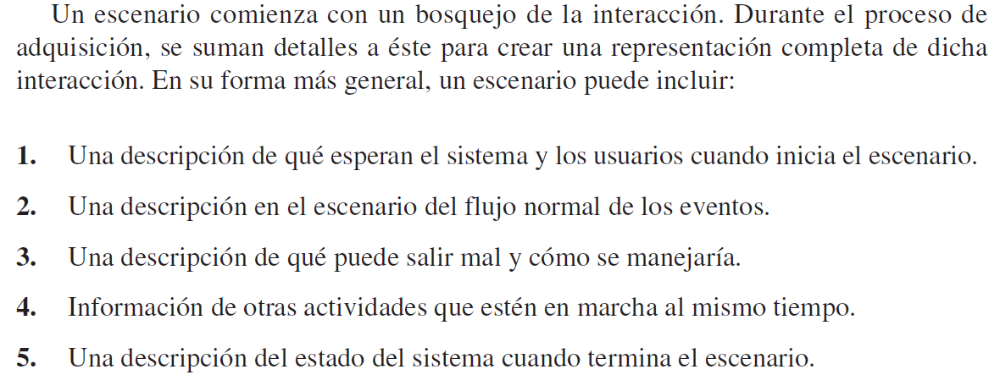 Un escenario comienza con un bosquejo de la interacción. Durante el proceso de
adquisición, se suman detalles a éste para crear una representación completa de dicha
interacción. En su forma más general, un escenario puede incluir:
1. Una descripción de qué esperan el sistema y los usuarios cuando inicia el escenario.
2. Una descripción en el escenario del flujo normal de los eventos.
3. Una descripción de qué puede salir mal y cómo se manejaría.
4. Información de otras actividades que estén en marcha al mismo tiempo.
5. Una descripción del estado del sistema cuando termina el escenario.